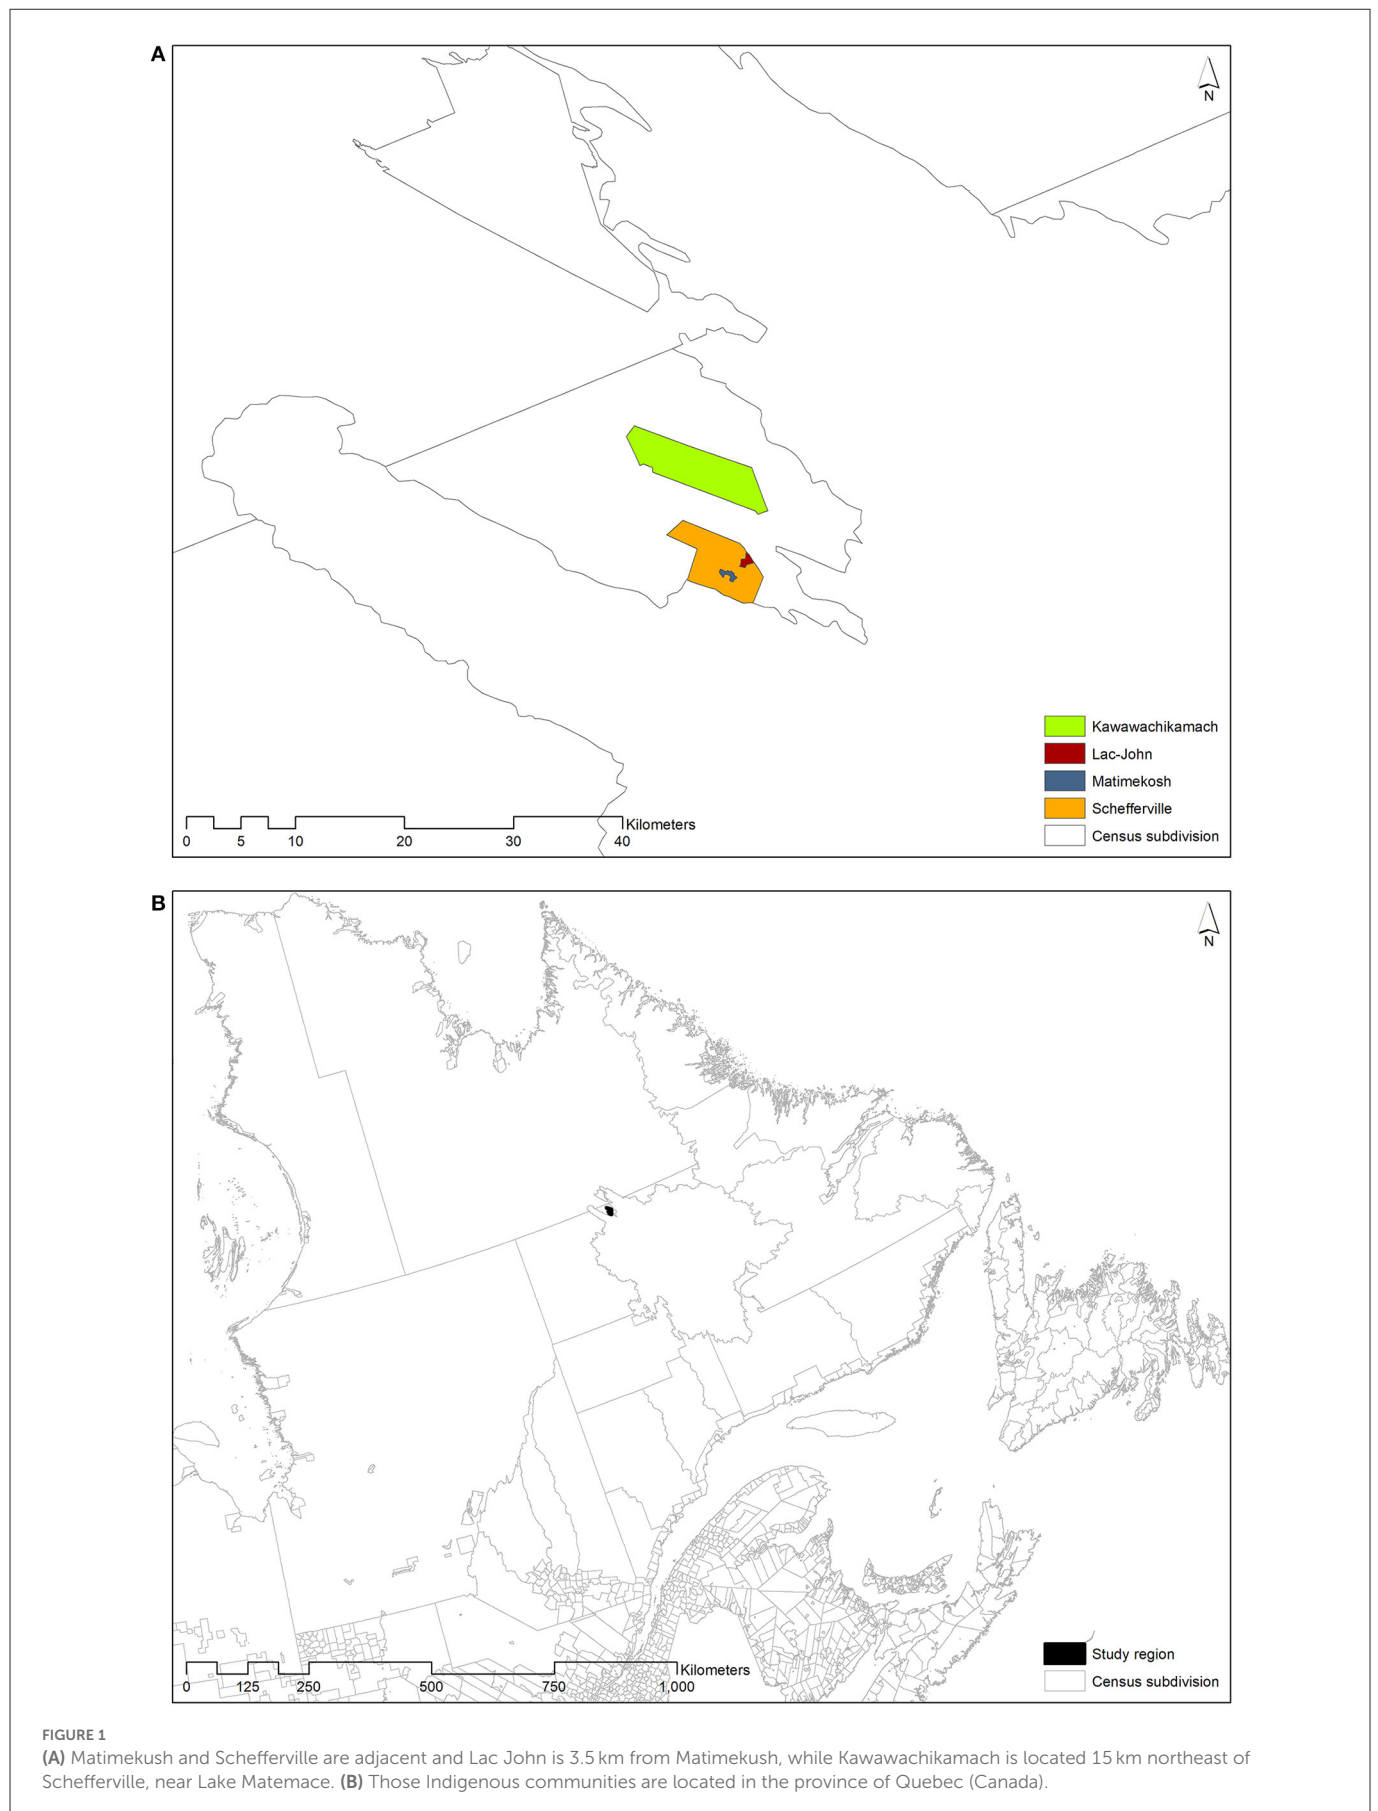 A
N
Kawawachikamach
Lac-John
Matimekosh
Schefferville
Census subdivision
Kilometers
0 5 10 20 30 40
B
N
Study region
Census subdivision
Kilometers
0 125 250 500 750 1,000
FIGURE 1
(A) Matimekush and Schefferville are adjacent and Lac John is 3.5 km from Matimekush, while Kawawachikamach is located 15 km northeast of
Schefferville, near Lake Matemace. (B) Those Indigenous communities are located in the province of Quebec (Canada).